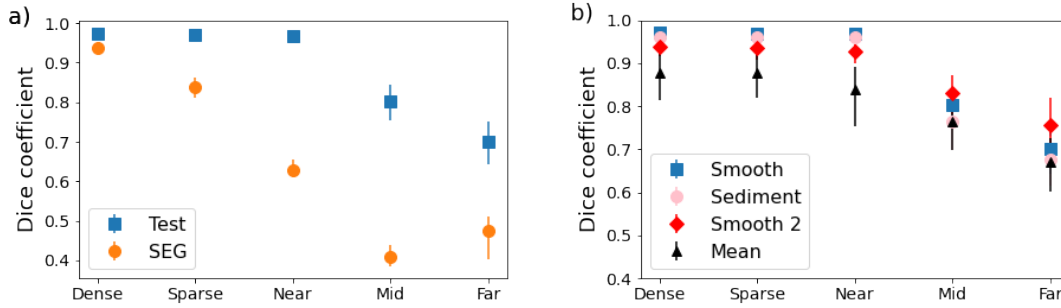 a)
Dice coefficient
1.0
0.9
0.8
0.7
0.6
0.5
0.4
Test
SEG
Dense Sparse Near Mid Far
b)
Dice coefficient
1.0
0.9
0.8
0.7
0.6
0.5
0.4
Smooth
Sediment
Smooth 2
Mean
Dense Sparse Near Mid Far